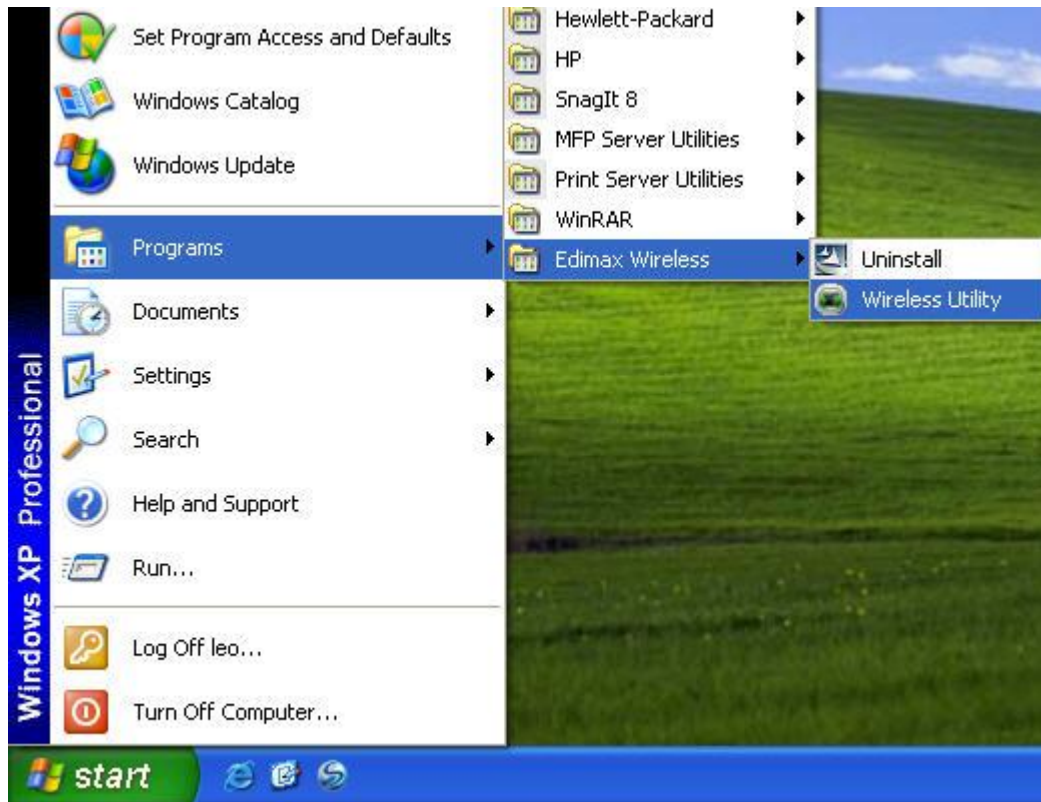 Set Program Access and Defaults
Windows Catalog
Windows Update
Programs
Documents
Settings
Search
Help and Support
Run...
Log Off leo...
Turn Off Computer...
Windows XP Professional
Hewlett-Packard
HP
SnagIt 8
MFP Server Utilities
Print Server Utilities
WinRAR
Edimax Wireless
Uninstall
Wireless Utility
start